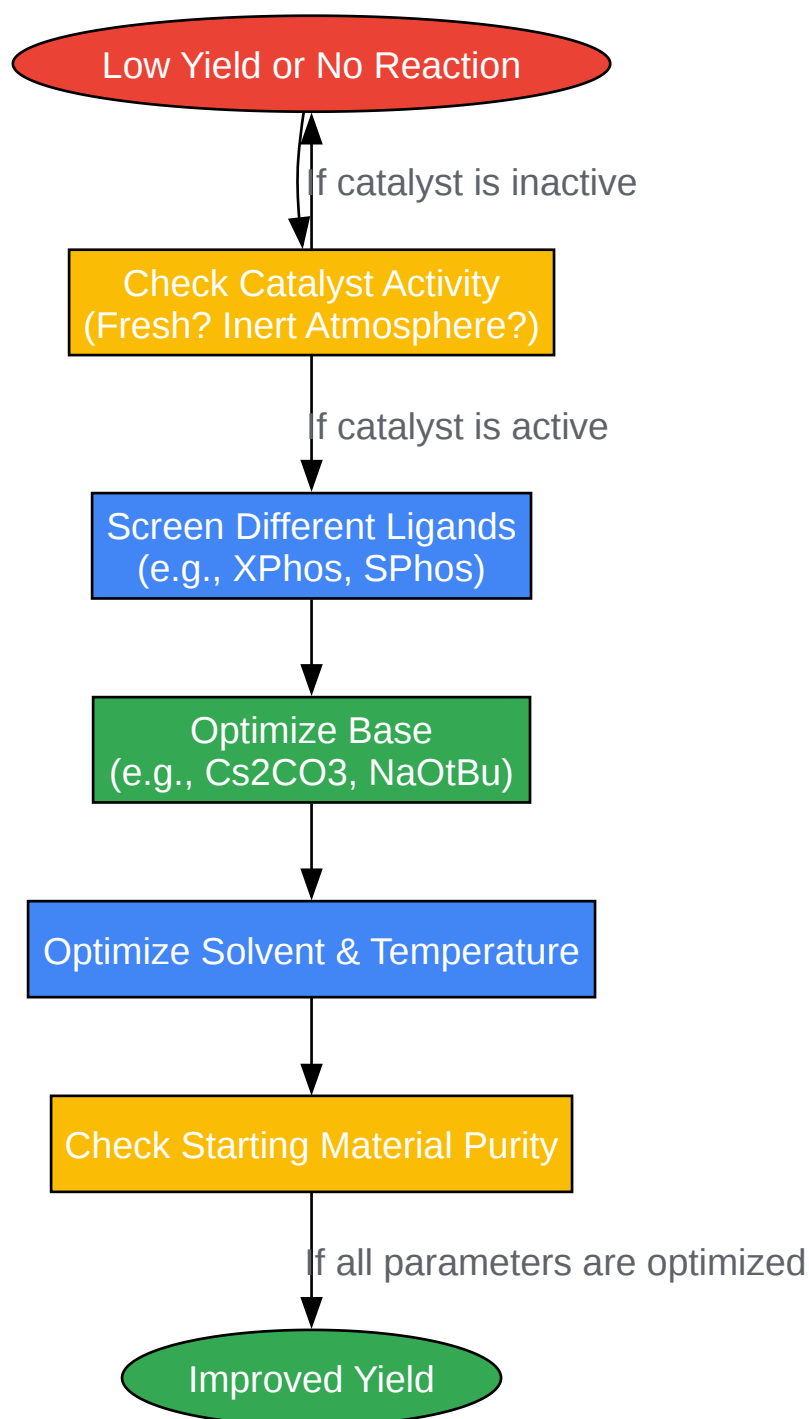 Low Yield or No Reaction
If catalyst is inactive
Check Catalyst Activity
(Fresh? Inert Atmosphere?)
If catalyst is active
Screen Different Ligands
(e.g., XPhos, SPhos)
Optimize Base
(e.g., Cs2CO3, NaOtBu)
Optimize Solvent & Temperature
Check Starting Material Purity
If all parameters are optimized
Improved Yield